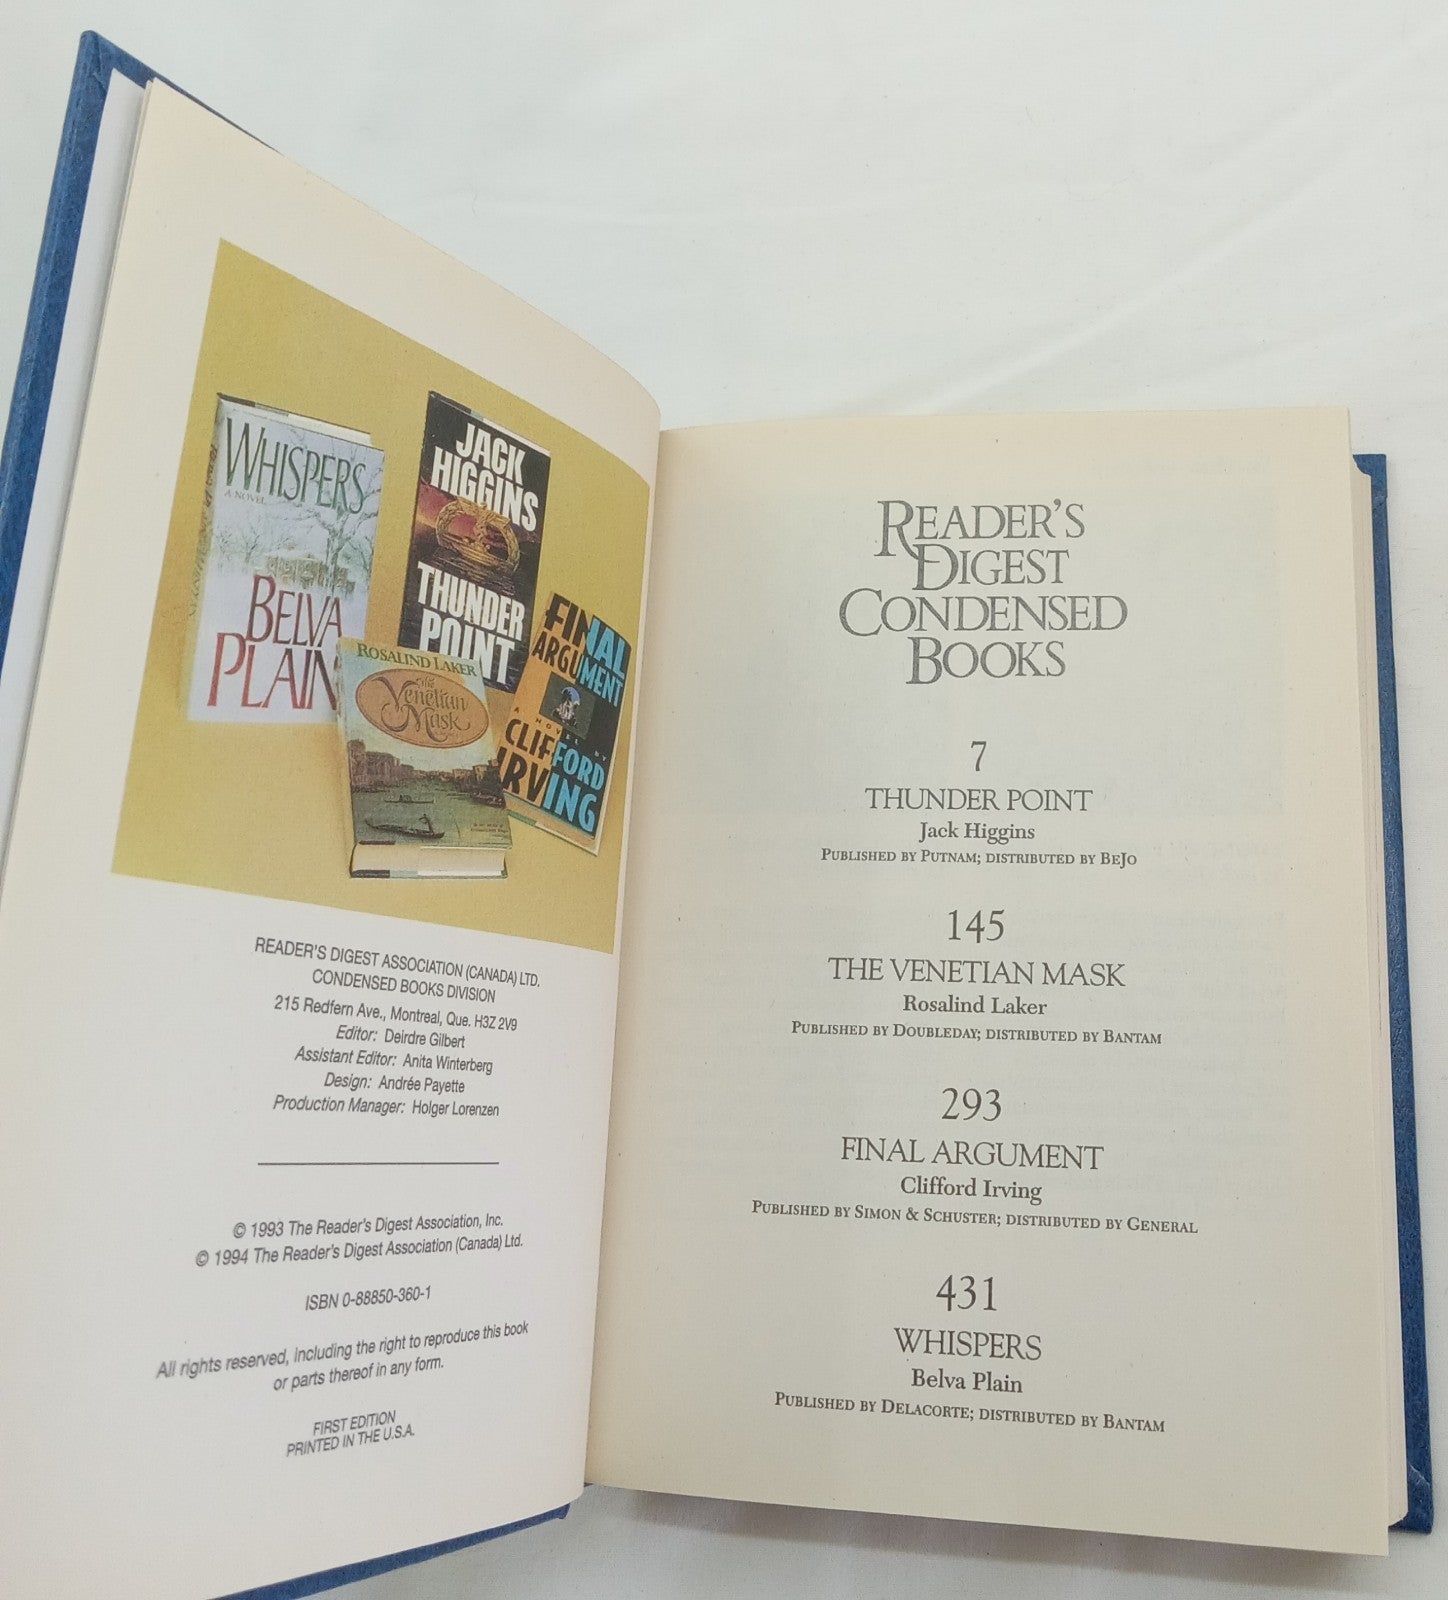 WHISPERS
A NOVEL
BELVA
PLAIN
JACK
HIGGINS
THUNDER
POINT
ROSALIND LAKER
The
Venetian
Mask
FINAL
ARGUMENT
A NOVEL BY
CLIFFORD
IRVING
READER'S DIGEST ASSOCIATION (CANADA) LTD.
CONDENSED BOOKS DIVISION
215 Redfern Ave., Montreal, Que. H3Z 2V9
Editor: Deirdre Gilbert
Assistant Editor: Anita Winterberg
Design: Andrée Payette
Production Manager: Holger Lorenzen
© 1993 The Reader's Digest Association, Inc.
© 1994 The Reader's Digest Association (Canada) Ltd.
ISBN 0-88850-360-1
All rights reserved, including the right to reproduce this book
or parts thereof in any form.
FIRST EDITION
PRINTED IN THE U.S.A.
READER'S
DIGEST
CONDENSED
BOOKS
7
THUNDER POINT
Jack Higgins
PUBLISHED BY PUTNAM; DISTRIBUTED BY BEJO
145
THE VENETIAN MASK
Rosalind Laker
PUBLISHED BY DOUBLEDAY; DISTRIBUTED BY BANTAM
293
FINAL ARGUMENT
Clifford Irving
PUBLISHED BY SIMON & SCHUSTER; DISTRIBUTED BY GENERAL
431
WHISPERS
Belva Plain
PUBLISHED BY DELACORTE; DISTRIBUTED BY BANTAM